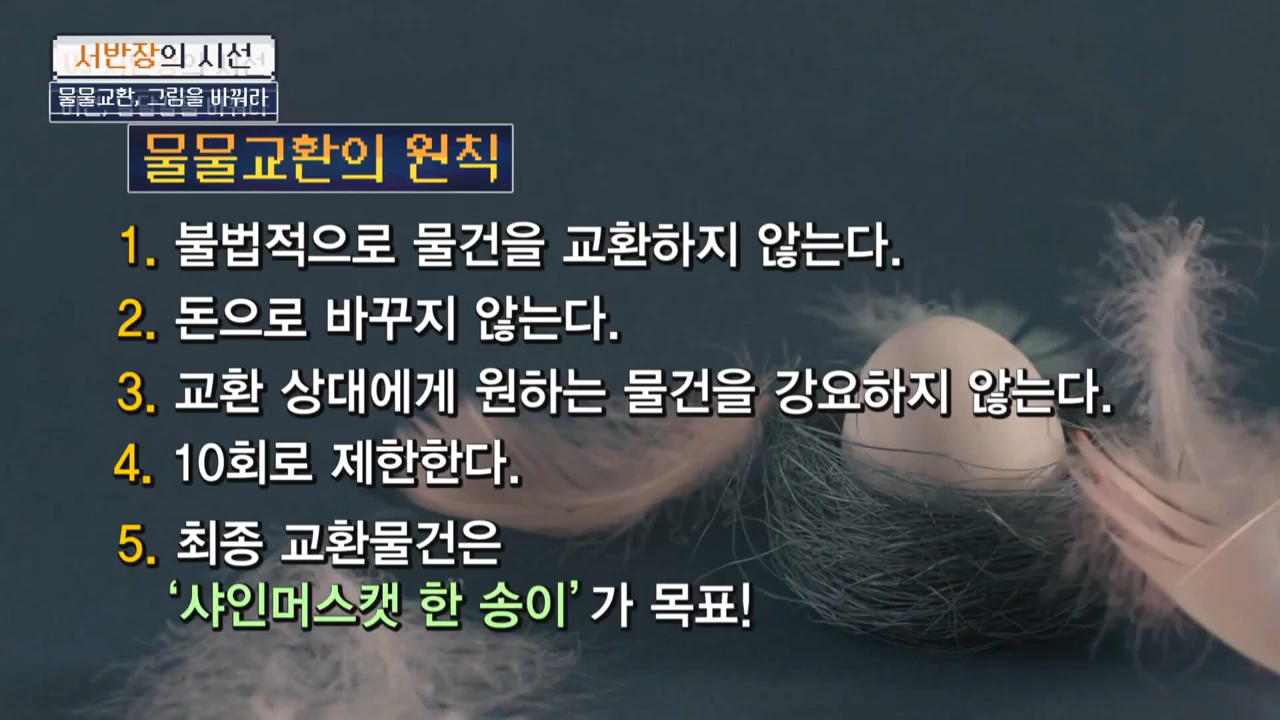 서반장의 시선
물물교환, 그림을 바꿔라
물물교환의 원칙
1. 불법적으로 물건을 교환하지 않는다.
2. 돈으로 바꾸지 않는다.
3. 교환 상대에게 원하는 물건을 강요하지 않는다.
4. 10회로 제한한다.
5. 최종 교환물건은
‘샤인머스캣 한 송이’가 목표!